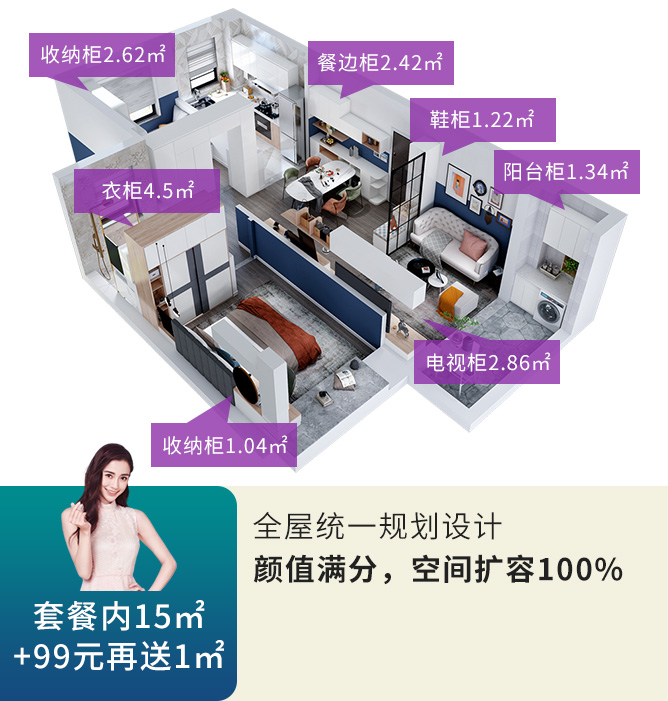 收纳柜2.62㎡
餐边柜2.42㎡
鞋柜1.22㎡
阳台柜1.34㎡
衣柜4.5㎡
电视柜2.86㎡
收纳柜1.04㎡
全屋统一规划设计
颜值满分，空间扩容100%
套餐内15㎡
+99元再送1㎡